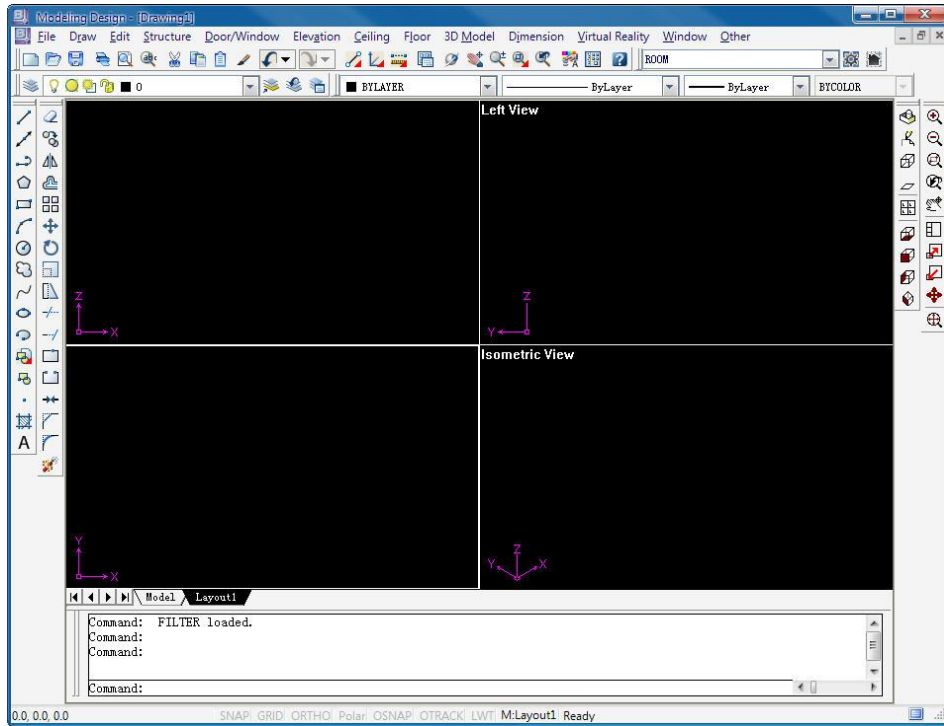 Modeling Design - [Drawing1]
File Draw Edit Structure Door/Window Elevation Ceiling Floor 3D Model Dimension Virtual Reality Window Other
ROOM
0 BYLAYER ByLayer ByLayer BYCOLOR
Left View
Z
X
Z
Y
Isometric View
Y
X
Z
Y X
A
Model Layout1
Command: FILTER loaded.
Command:
Command:
Command:
0.0, 0.0, 0.0 SNAP GRID ORTHO Polar OSNAP OTRACK LWT M:Layout1 Ready